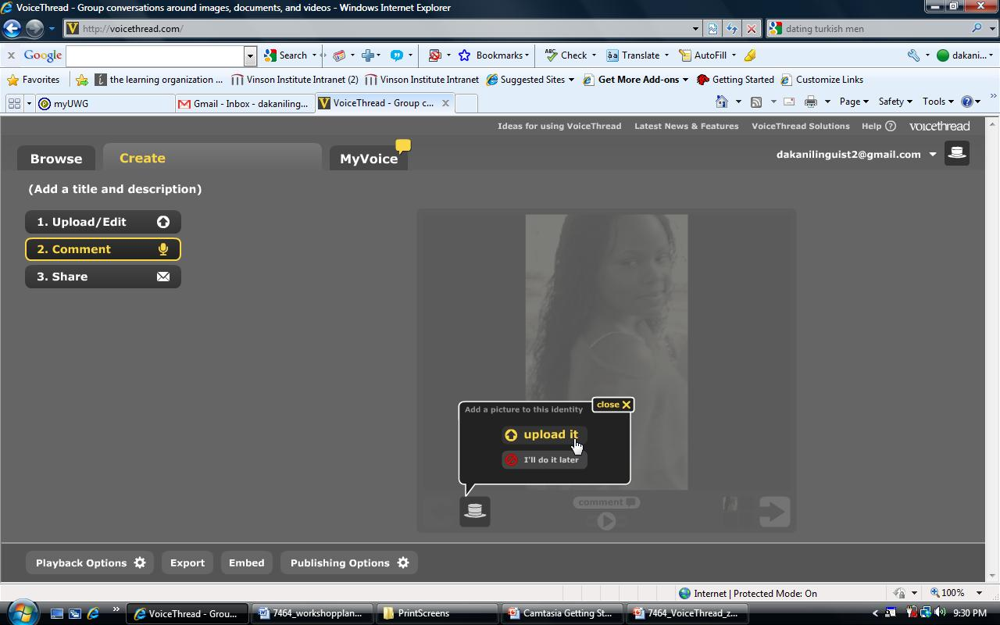 VoiceThread - Group conversations around images, documents, and videos - Windows Internet Explorer
http://voicethread.com/
dating turkish men
x Google Search Bookmarks ABC Check aä Translate AutoFill dakani...
Favorites the learning organization ... Vinson Institute Intranet (2) Vinson Institute Intranet Suggested Sites Get More Add-ons Getting Started Customize Links
myUWG Gmail - Inbox - dakaniling... VoiceThread - Group c... x Page Safety Tools
Ideas for using VoiceThread Latest News & Features VoiceThread Solutions Help ? voicethread
Browse Create MyVoice dakanilinguist2@gmail.com
(Add a title and description)
1. Upload/Edit
2. Comment
3. Share
Add a picture to this identity close X
upload it
I'll do it later
comment
Playback Options Export Embed Publishing Options
Internet | Protected Mode: On 100%
VoiceThread - Grou... 7464_workshopplan... PrintScreens Camtasia Getting St... 7464_VoiceThread_z... 9:30 PM